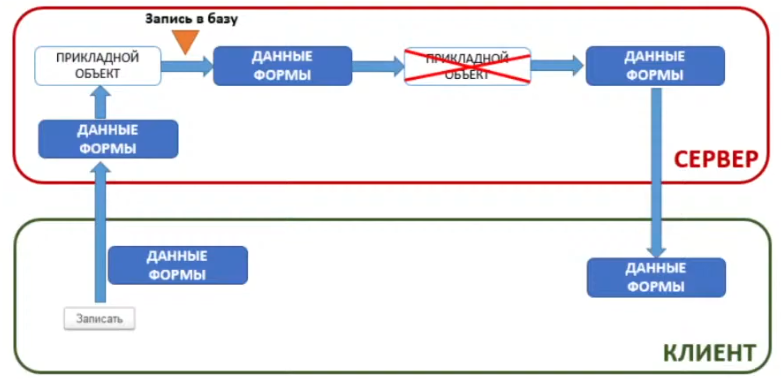 Запись в базу
ПРИКЛАДНОЙ
ОБЪЕКТ
ДАННЫЕ
ФОРМЫ
ПРИКЛАДНОЙ
ОБЪЕКТ
ДАННЫЕ
ФОРМЫ
ДАННЫЕ
ФОРМЫ
СЕРВЕР
ДАННЫЕ
ФОРМЫ
ДАННЫЕ
ФОРМЫ
Записать
КЛИЕНТ